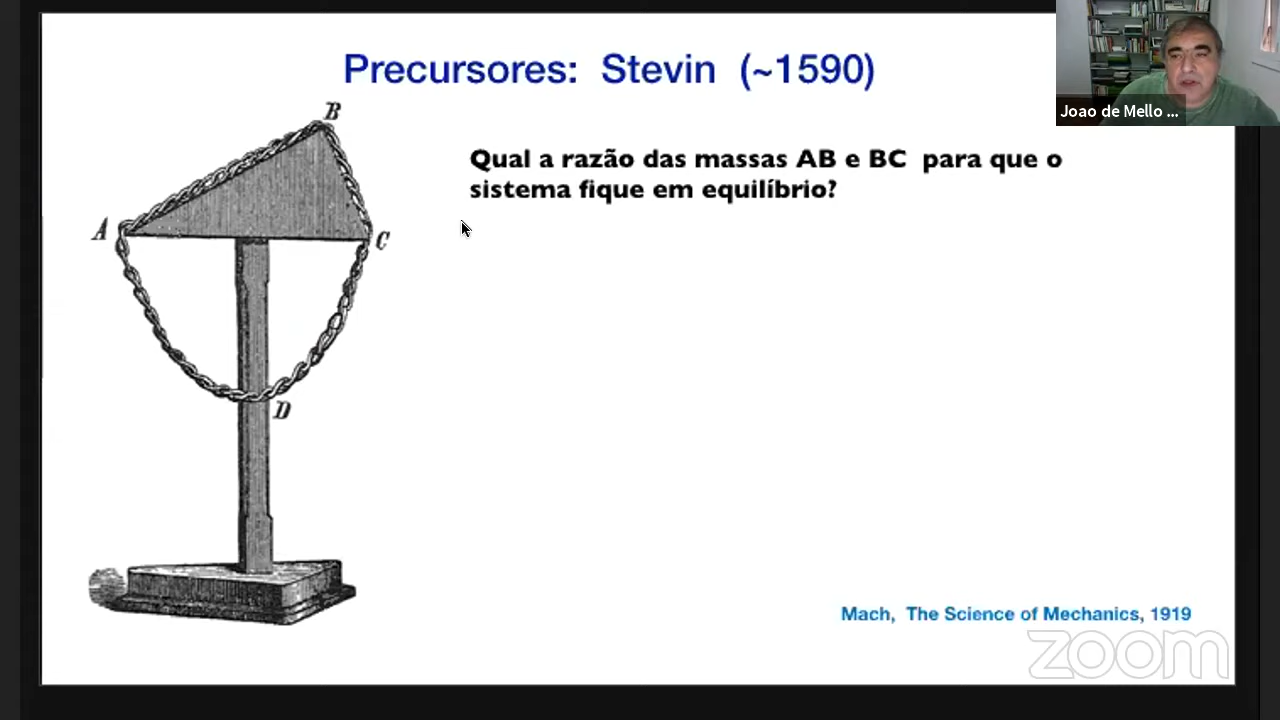 Precursores: Stevin (~1590)
Joao de Mello ...
B
Qual a razão das massas AB e BC para que o
sistema fique em equilíbrio?
A
C
D
Mach, The Science of Mechanics, 1919
zoom